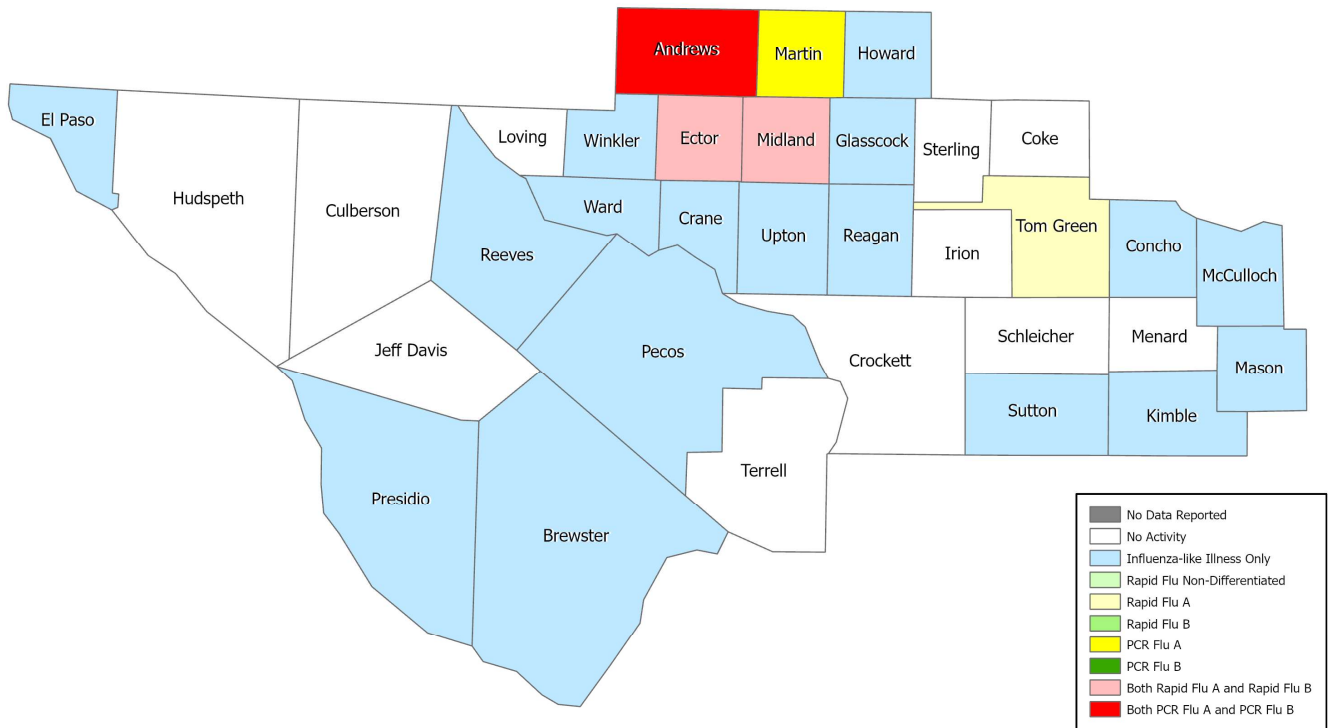 Andrews
Martin
Howard
El Paso
Hudspeth
Culberson
Loving
Winkler
Ector
Midland
Glasscock
Sterling
Coke
Reeves
Ward
Crane
Upton
Reagan
Irion
Tom Green
Concho
McCulloch
Jeff Davis
Pecos
Crockett
Schleicher
Menard
Mason
Sutton
Kimble
Terrell
Presidio
Brewster
No Data Reported
No Activity
Influenza-like Illness Only
Rapid Flu Non-Differentiated
Rapid Flu A
Rapid Flu B
PCR Flu A
PCR Flu B
Both Rapid Flu A and Rapid Flu B
Both PCR Flu A and PCR Flu B